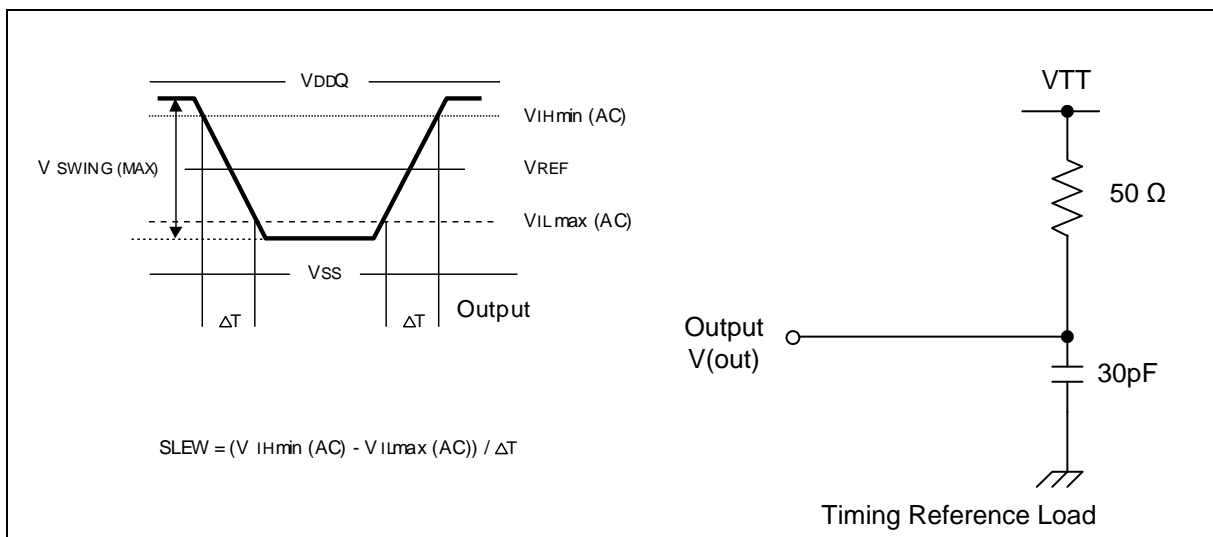 VDDQ
VIHmin (AC)
V SWING (MAX)
VREF
VILmax (AC)
VSS
Output
ΔT
ΔT
SLEW = (V IHmin (AC) - V ILmax (AC)) / ΔT
VTT
50 Ω
Output
V(out)
30pF
Timing Reference Load